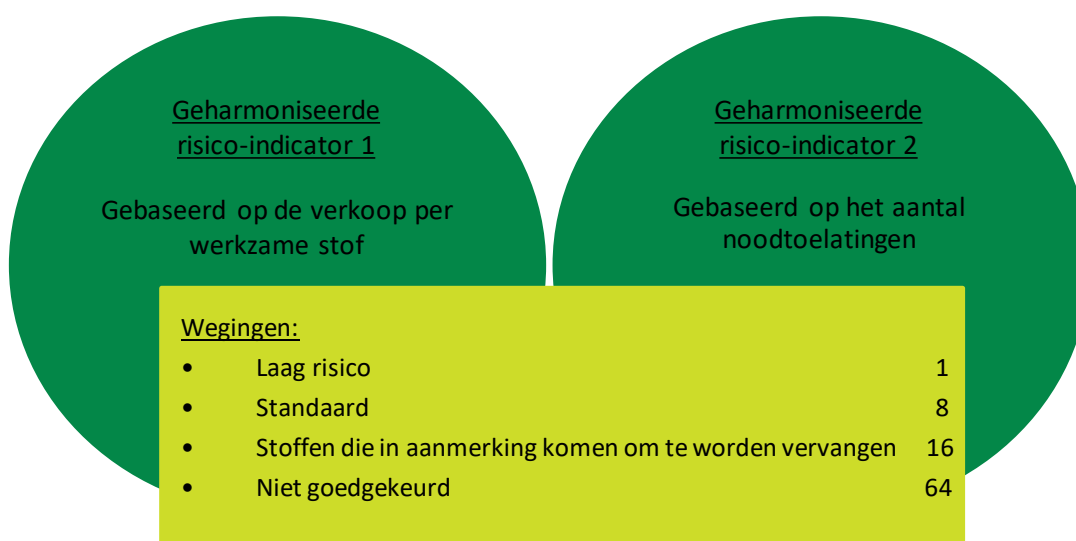 Geharmoniseerde
risico-indicator 1
Gebaseerd op de verkoop per
werkzame stof
Geharmoniseerde
risico-indicator 2
Gebaseerd op het aantal
noodtoelatingen
Wegingen:
• Laag risico 1
• Standaard 8
• Stoffen die in aanmerking komen om te worden vervangen 16
• Niet goedgekeurd 64